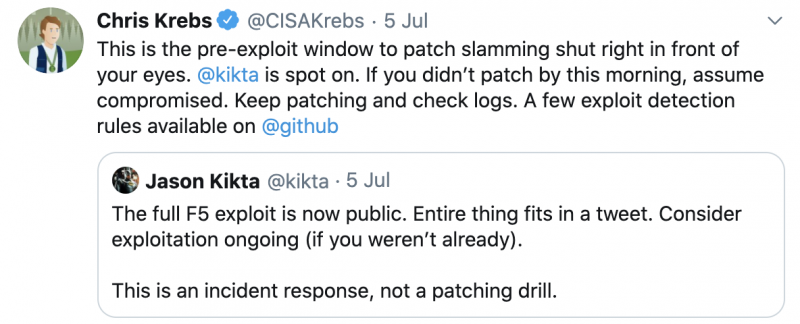 Chris Krebs @CISAKrebs · 5 Jul
This is the pre-exploit window to patch slamming shut right in front of
your eyes. @kikta is spot on. If you didn’t patch by this morning, assume
compromised. Keep patching and check logs. A few exploit detection
rules available on @github
Jason Kikta @kikta · 5 Jul
The full F5 exploit is now public. Entire thing fits in a tweet. Consider
exploitation ongoing (if you weren’t already).
This is an incident response, not a patching drill.